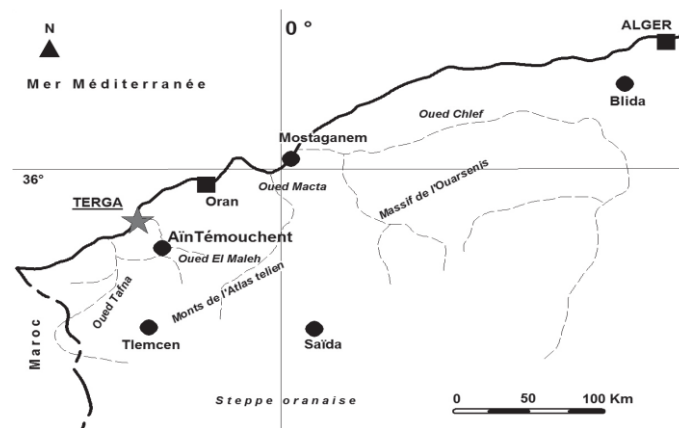 N
0 °
ALGER
Mer Méditerranée
Blida
Oued Chlef
Mostaganem
36°
Oued Macta
Massif de l'Ouarsenis
TERGA
Oran
AïnTémouchent
Oued El Maleh
Oued Tafna
Monts de l'Atlas telien
Maroc
Tlemcen
Saïda
Steppe oranaise
0 50 100 Km